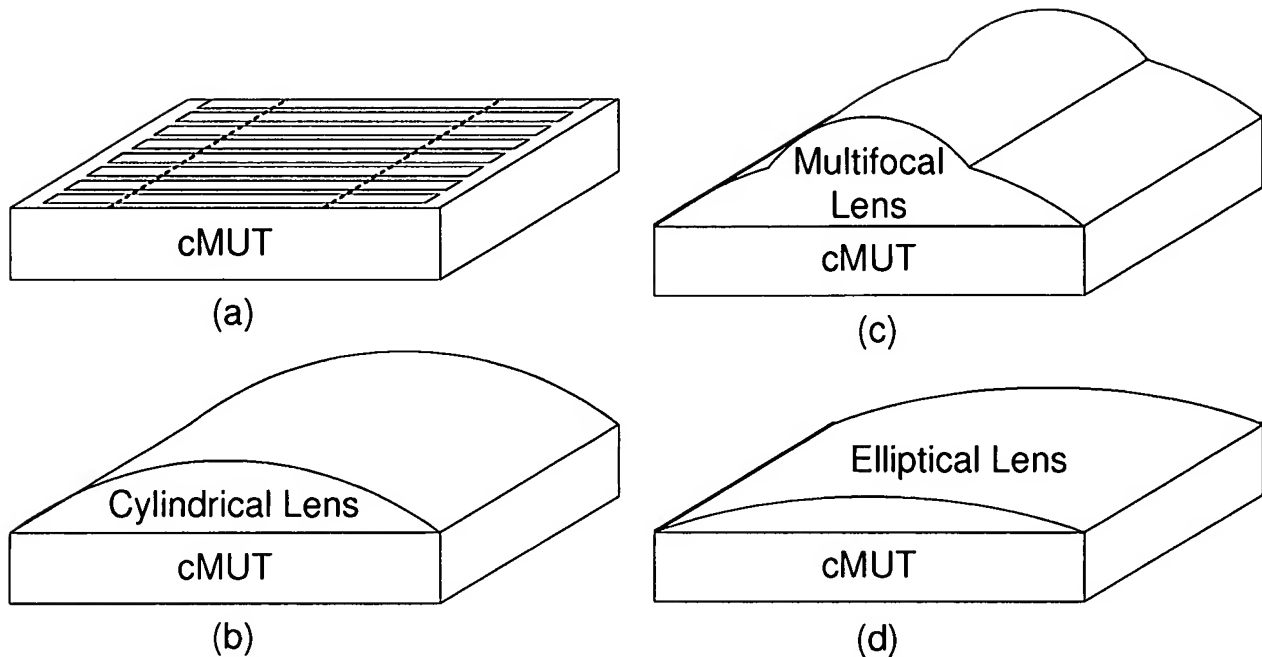 cMUT
(a)
Cylindrical Lens
cMUT
(b)
Multifocal
Lens
cMUT
(c)
Elliptical Lens
cMUT
(d)